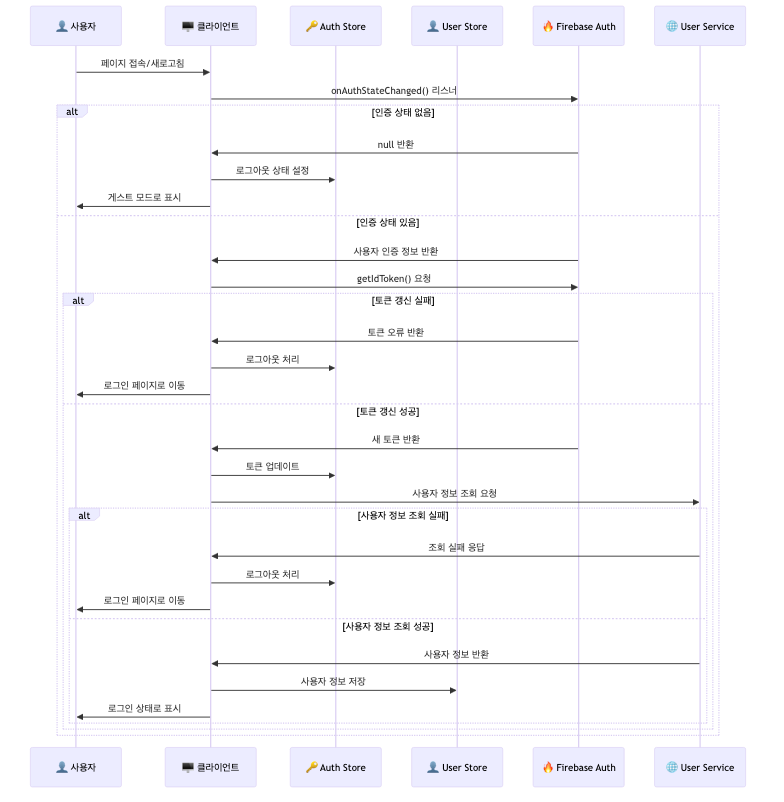 👤 사용자
🖥️ 클라이언트
🔑 Auth Store
👤 User Store
🔥 Firebase Auth
🌐 User Service
페이지 접속/새로고침
onAuthStateChanged() 리스너
alt
[인증 상태 없음]
null 반환
로그아웃 상태 설정
게스트 모드로 표시
[인증 상태 있음]
사용자 인증 정보 반환
getIdToken() 요청
alt
[토큰 갱신 실패]
토큰 오류 반환
로그아웃 처리
로그인 페이지로 이동
[토큰 갱신 성공]
새 토큰 반환
토큰 업데이트
사용자 정보 조회 요청
alt
[사용자 정보 조회 실패]
조회 실패 응답
로그아웃 처리
로그인 페이지로 이동
[사용자 정보 조회 성공]
사용자 정보 반환
사용자 정보 저장
로그인 상태로 표시
👤 사용자
🖥️ 클라이언트
🔑 Auth Store
👤 User Store
🔥 Firebase Auth
🌐 User Service